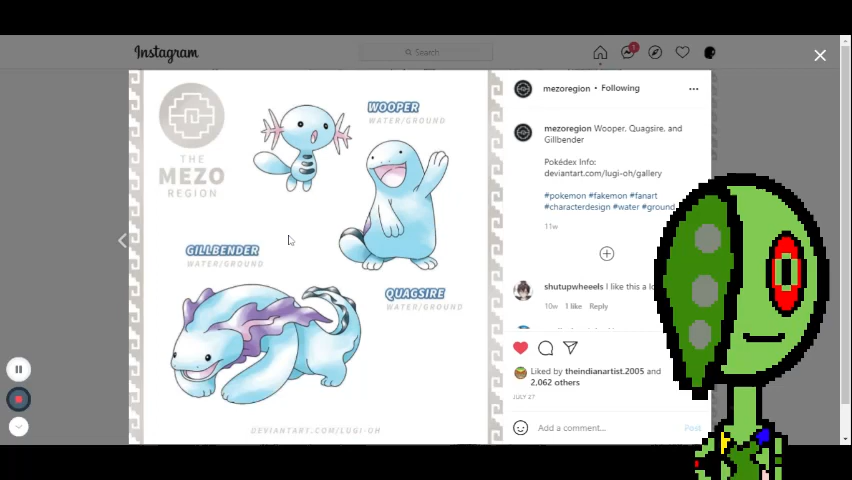 Instagram
Search
1
THE
MEZO
REGION
WOOPER
WATER/GROUND
GILLBENDER
WATER/GROUND
QUAGSIRE
WATER/GROUND
DEVIANTART.COM/LUGI-OH
mezoregion • Following
mezoregion Wooper, Quagsire, and
Gillbender
Pokédex Info:
deviantart.com/lugi-oh/gallery
#pokemon #fakemon #fanart
#characterdesign #water #ground
11w
shutupwheeels I like this a lo
10w 1 like Reply
Liked by theindianartist.2005 and
2,062 others
JULY 27
Add a comment...
Post